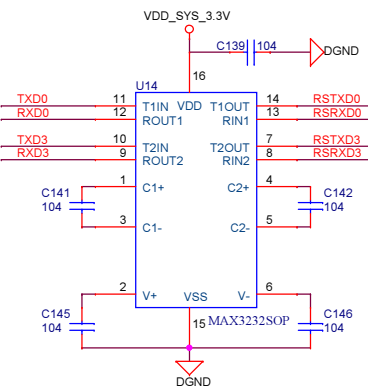 VDD_SYS_3.3V
C139 104
DGND
16
U14
TXD0 11 T1IN VDD T1OUT 14 RSTXD0
RXD0 12 ROUT1 RIN1 13 RSRXD0
TXD3 10 T2IN T2OUT 7 RSTXD3
RXD3 9 ROUT2 RIN2 8 RSRXD3
1 C1+ C2+ 4
C141 C142
104 104
3 C1- C2- 5
2 V+ VSS V- 6
C145 15 MAX3232SOP C146
104 104
DGND